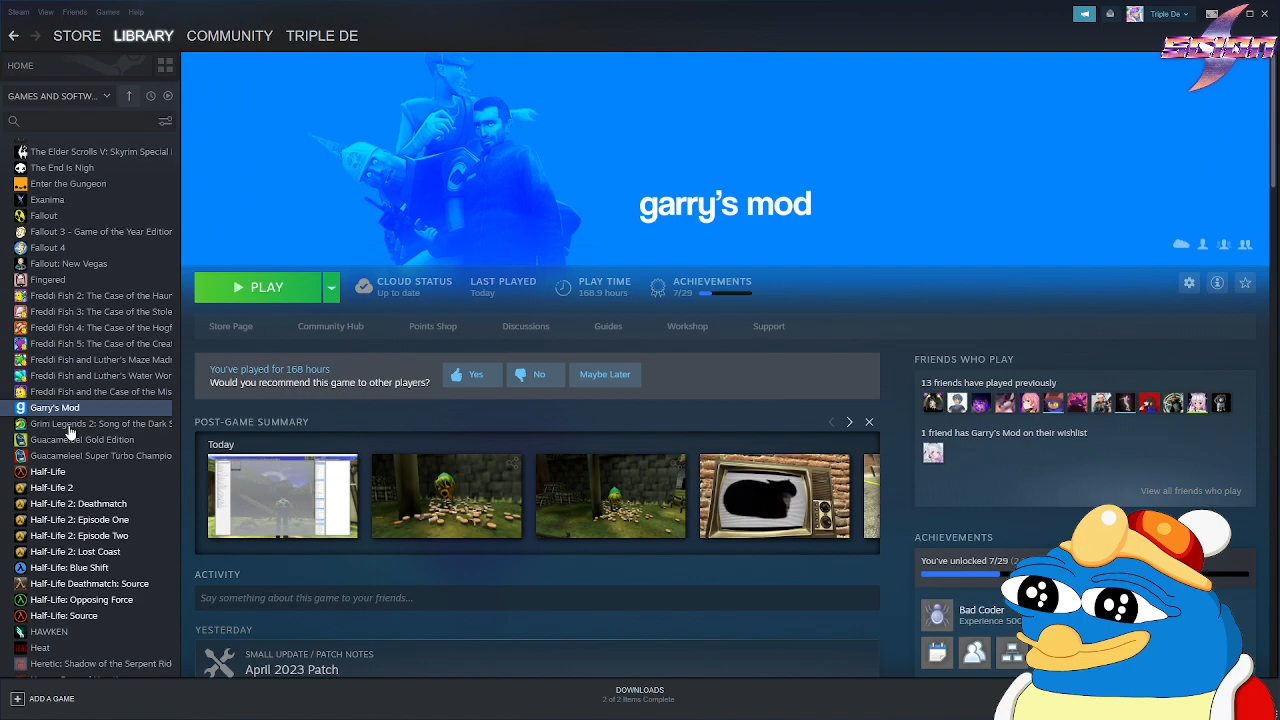 Steam View Friends Games Help
Triple De
STORE LIBRARY COMMUNITY TRIPLE DE
HOME
GAMES AND SOFTW...
The Elder Scrolls V: Skyrim Special
The End Is Nigh
Enter the Gungeon
Exanima
Fallout
Fallout 3 - Game of the Year Edition
Fallout 4
Fallout: New Vegas
Freddi Fish 2: The Case of the Haun
Freddi Fish 3: The Case of the Stole
Freddi Fish 4: The Case of the Hogf
Freddi Fish 5: The Case of the Creat
Freddi Fish and Luther's Maze Madn
Freddi Fish and Luther's Water Wor
Freddi Fish and the Case of the Mis
Garry's Mod
Grim Legends 2: Song of the Dark S
Guacamelee! Gold Edition
Guacamelee! Super Turbo Champio
Half-Life
Half-Life 2
Half-Life 2: Deathmatch
Half-Life 2: Episode One
Half-Life 2: Episode Two
Half-Life 2: Lost Coast
Half-Life: Blue Shift
Half-Life Deathmatch: Source
Half-Life: Opposing Force
Half-Life: Source
HAWKEN
Heat
Heretic: Shadow of the Serpent Rid
ADD A GAME
garry's mod
PLAY
CLOUD STATUS
Up to date
LAST PLAYED
Today
PLAY TIME
168.9 hours
ACHIEVEMENTS
7/29
Store Page Community Hub Points Shop Discussions Guides Workshop Support
You've played for 168 hours
Would you recommend this game to other players?
Yes No Maybe Later
POST-GAME SUMMARY
Today
ACTIVITY
Say something about this game to your friends...
YESTERDAY
SMALL UPDATE / PATCH NOTES
April 2023 Patch
FRIENDS WHO PLAY
13 friends have played previously
1 friend has Garry's Mod on their wishlist
View all friends who play
ACHIEVEMENTS
You've unlocked 7/29 (2
Bad Coder
Experience 500
DOWNLOADS
2 of 2 Items Complete